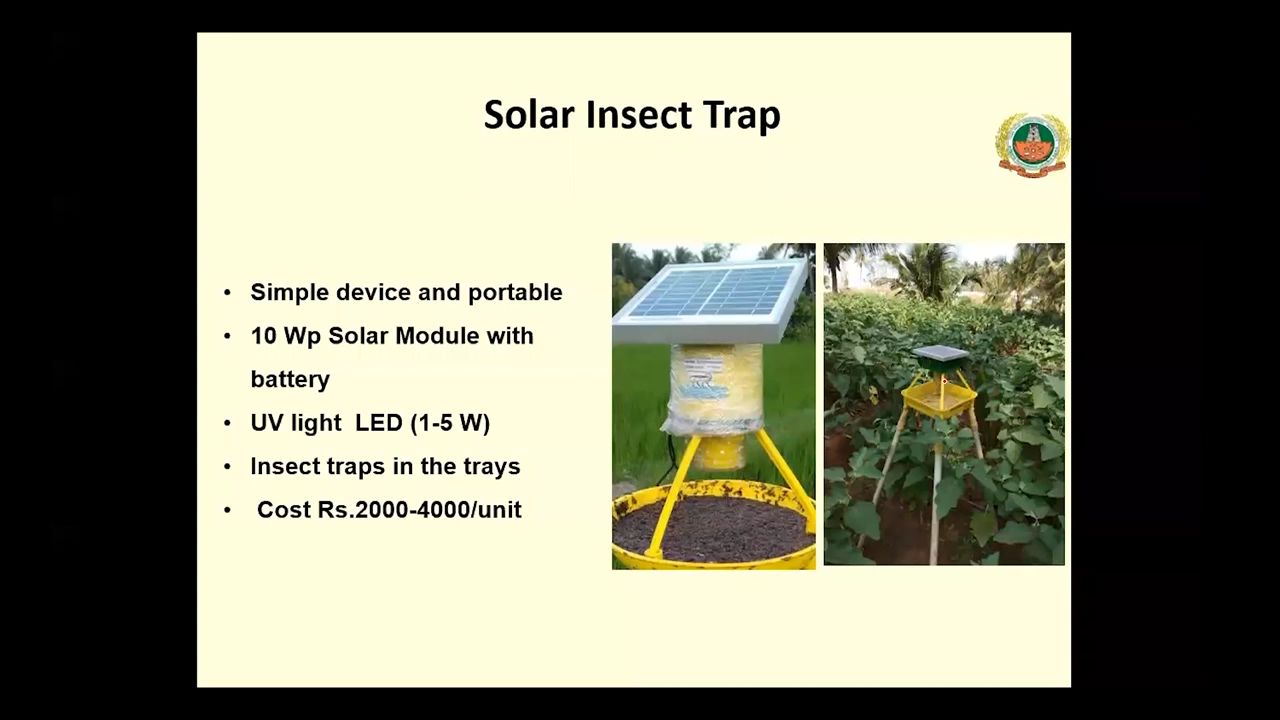 Solar Insect Trap
• Simple device and portable
• 10 Wp Solar Module with
battery
• UV light LED (1-5 W)
• Insect traps in the trays
• Cost Rs.2000-4000/unit